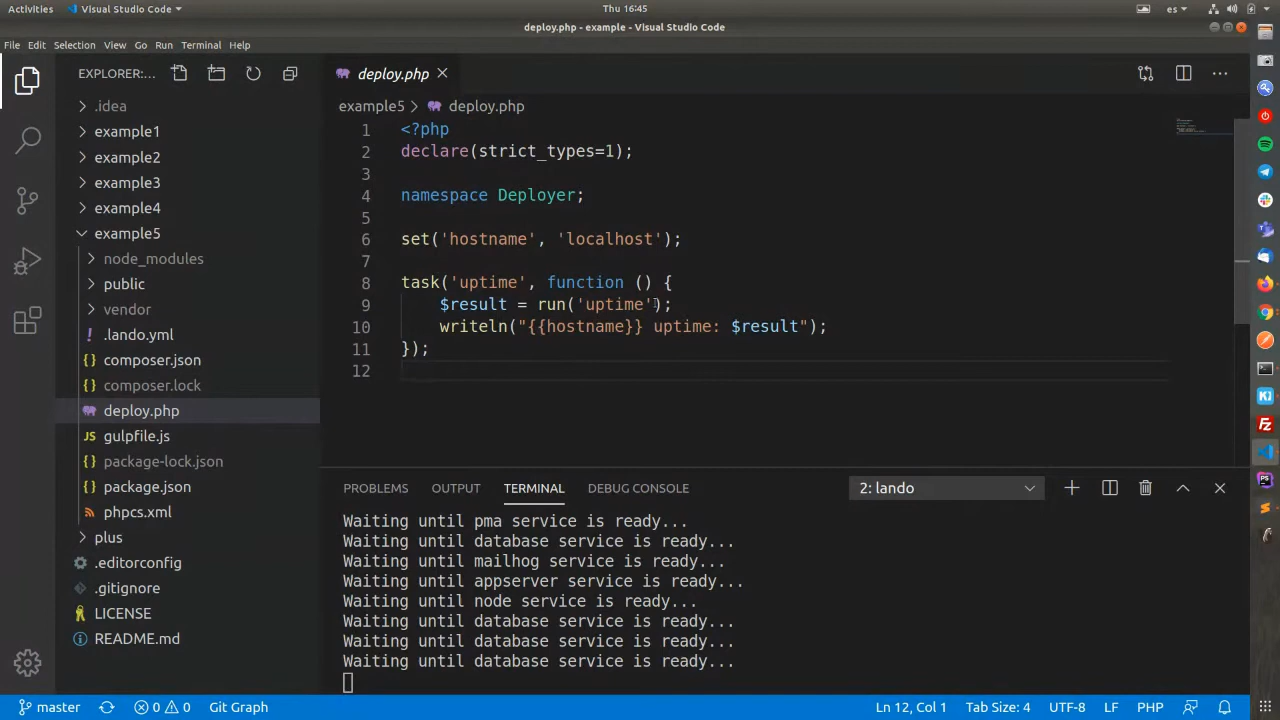 Activities
Visual Studio Code
Thu 16:45
es
deploy.php - example - Visual Studio Code
File Edit Selection View Go Run Terminal Help
EXPLORER:...
.idea
example1
example2
example3
example4
example5
node_modules
public
vendor
! .lando.yml
{} composer.json
{} composer.lock
deploy.php
JS gulpfile.js
{} package-lock.json
{} package.json
phpcs.xml
plus
.editorconfig
.gitignore
LICENSE
README.md
deploy.php
example5 > deploy.php
1 <?php
2 declare(strict_types=1);
3
4 namespace Deployer;
5
6 set('hostname', 'localhost');
7
8 task('uptime', function () {
9 $result = run('uptime');
10 writeln("{{hostname}} uptime: $result");
11 });
12
PROBLEMS OUTPUT TERMINAL DEBUG CONSOLE
2: lando
Waiting until pma service is ready...
Waiting until database service is ready...
Waiting until mailhog service is ready...
Waiting until appserver service is ready...
Waiting until node service is ready...
Waiting until database service is ready...
Waiting until database service is ready...
Waiting until database service is ready...
master
0 0
Git Graph
Ln 12, Col 1 Tab Size: 4 UTF-8 LF PHP